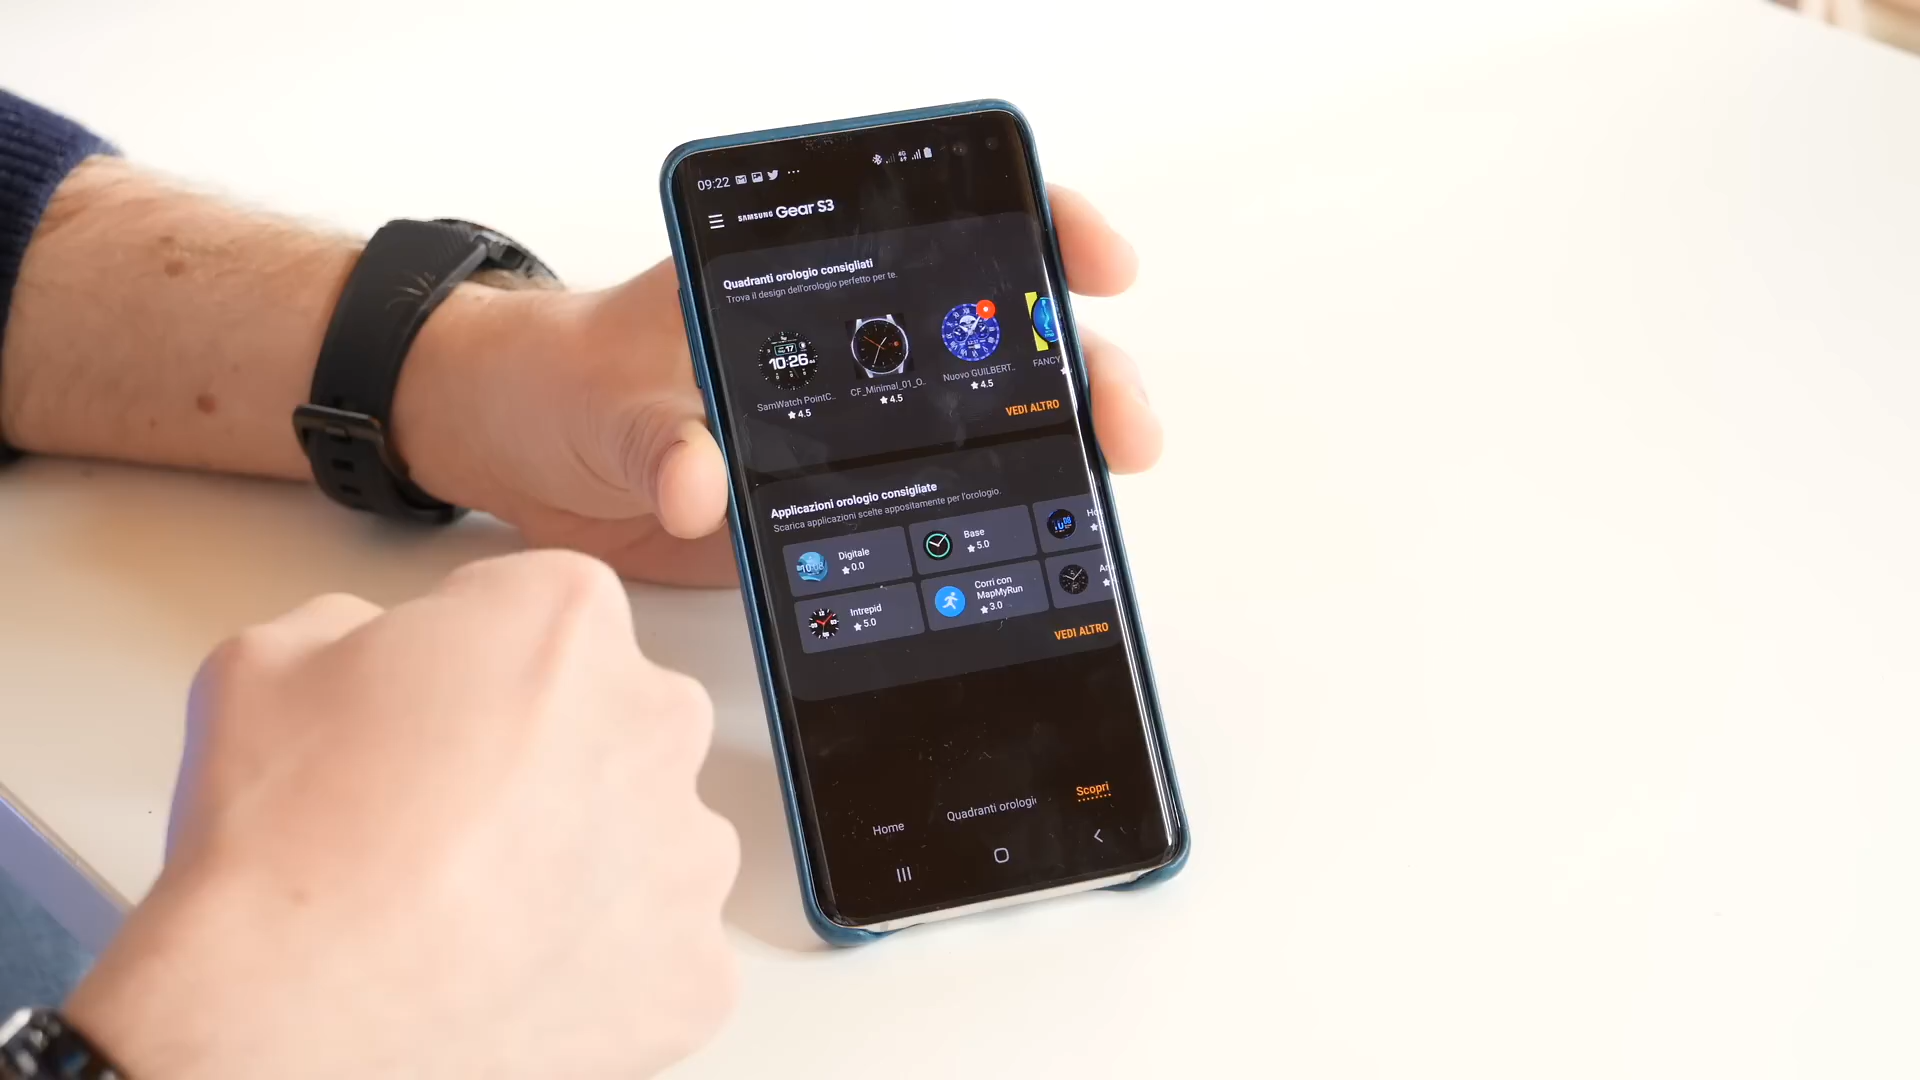 09:22
SAMSUNG Gear S3
Quadranti orologio consigliati
Trova il design dell'orologio perfetto per te.
10:26
SamWatch PointC..
4.5
CF_Minimal_01_O..
4.5
Nuovo GUILBERT..
4.5
FANCY
VEDI ALTRO
Applicazioni orologio consigliate
Scarica applicazioni scelte appositamente per l'orologio.
Digitale
0.0
Base
5.0
Intrepid
5.0
Corri con
MapMyRun
3.0
VEDI ALTRO
Home
Quadranti orologi
Scopri